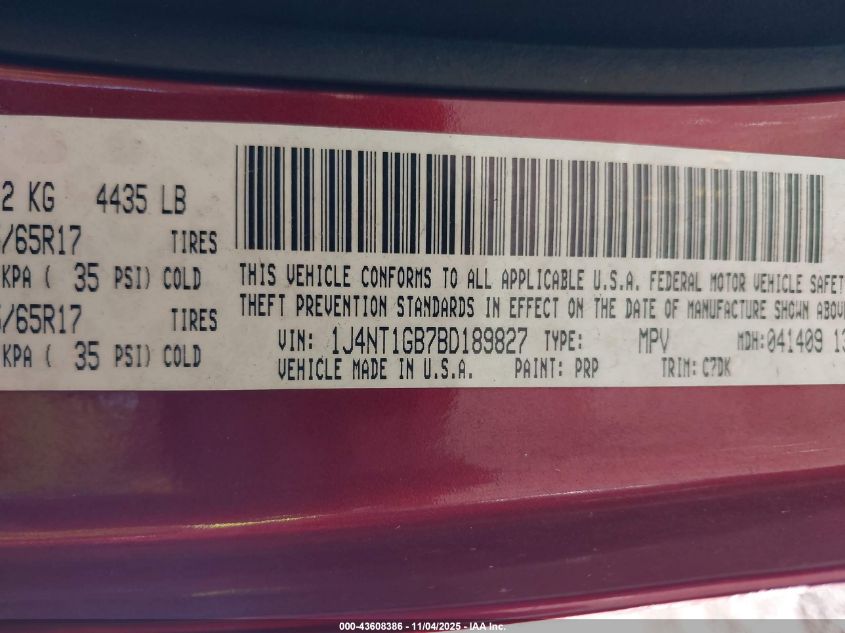 2 KG 4435 LB
/65R17 TIRES
KPA ( 35 PSI) COLD
/65R17 TIRES
KPA ( 35 PSI) COLD
THIS VEHICLE CONFORMS TO ALL APPLICABLE U.S.A. FEDERAL MOTOR VEHICLE SAFET
THEFT PREVENTION STANDARDS IN EFFECT ON THE DATE OF MANUFACTURE SHOWN ABOV
VIN: 1J4NT1GB7BD189827 TYPE: MPV MDH:041409 13
VEHICLE MADE IN U.S.A. PAINT: PRP TRIM: C7DK
000-43608386 - 11/04/2025 - IAA Inc.